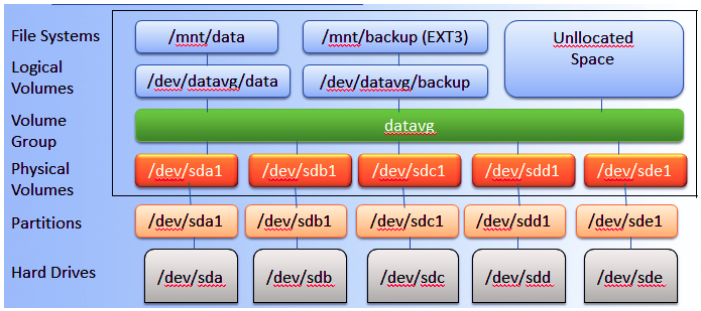 File Systems
/mnt/data
/mnt/backup (EXT3)
Unllocated
Space
Logical
Volumes
/dev/datavg/data
/dev/datavg/backup
Volume
Group
datavg
Physical
Volumes
/dev/sda1
/dev/sdb1
/dev/sdc1
/dev/sdd1
/dev/sde1
Partitions
/dev/sda1
/dev/sdb1
/dev/sdc1
/dev/sdd1
/dev/sde1
Hard Drives
/dev/sda
/dev/sdb
/dev/sdc
/dev/sdd
/dev/sde